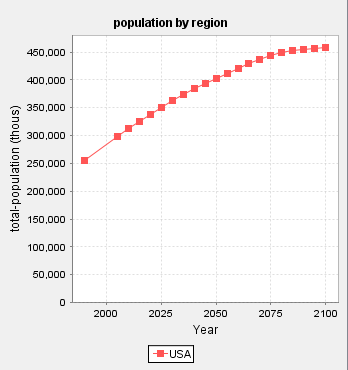 population by region
total-population (thous)
450,000
400,000
350,000
300,000
250,000
200,000
150,000
100,000
50,000
0
2000 2025 2050 2075 2100
Year
USA